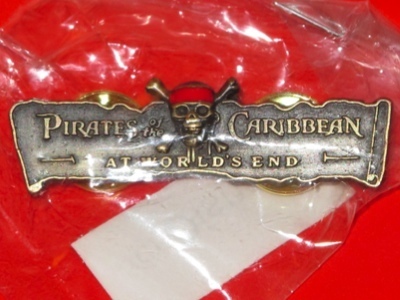 PIRATES of the CARIBBEAN
AT WORLD'S END